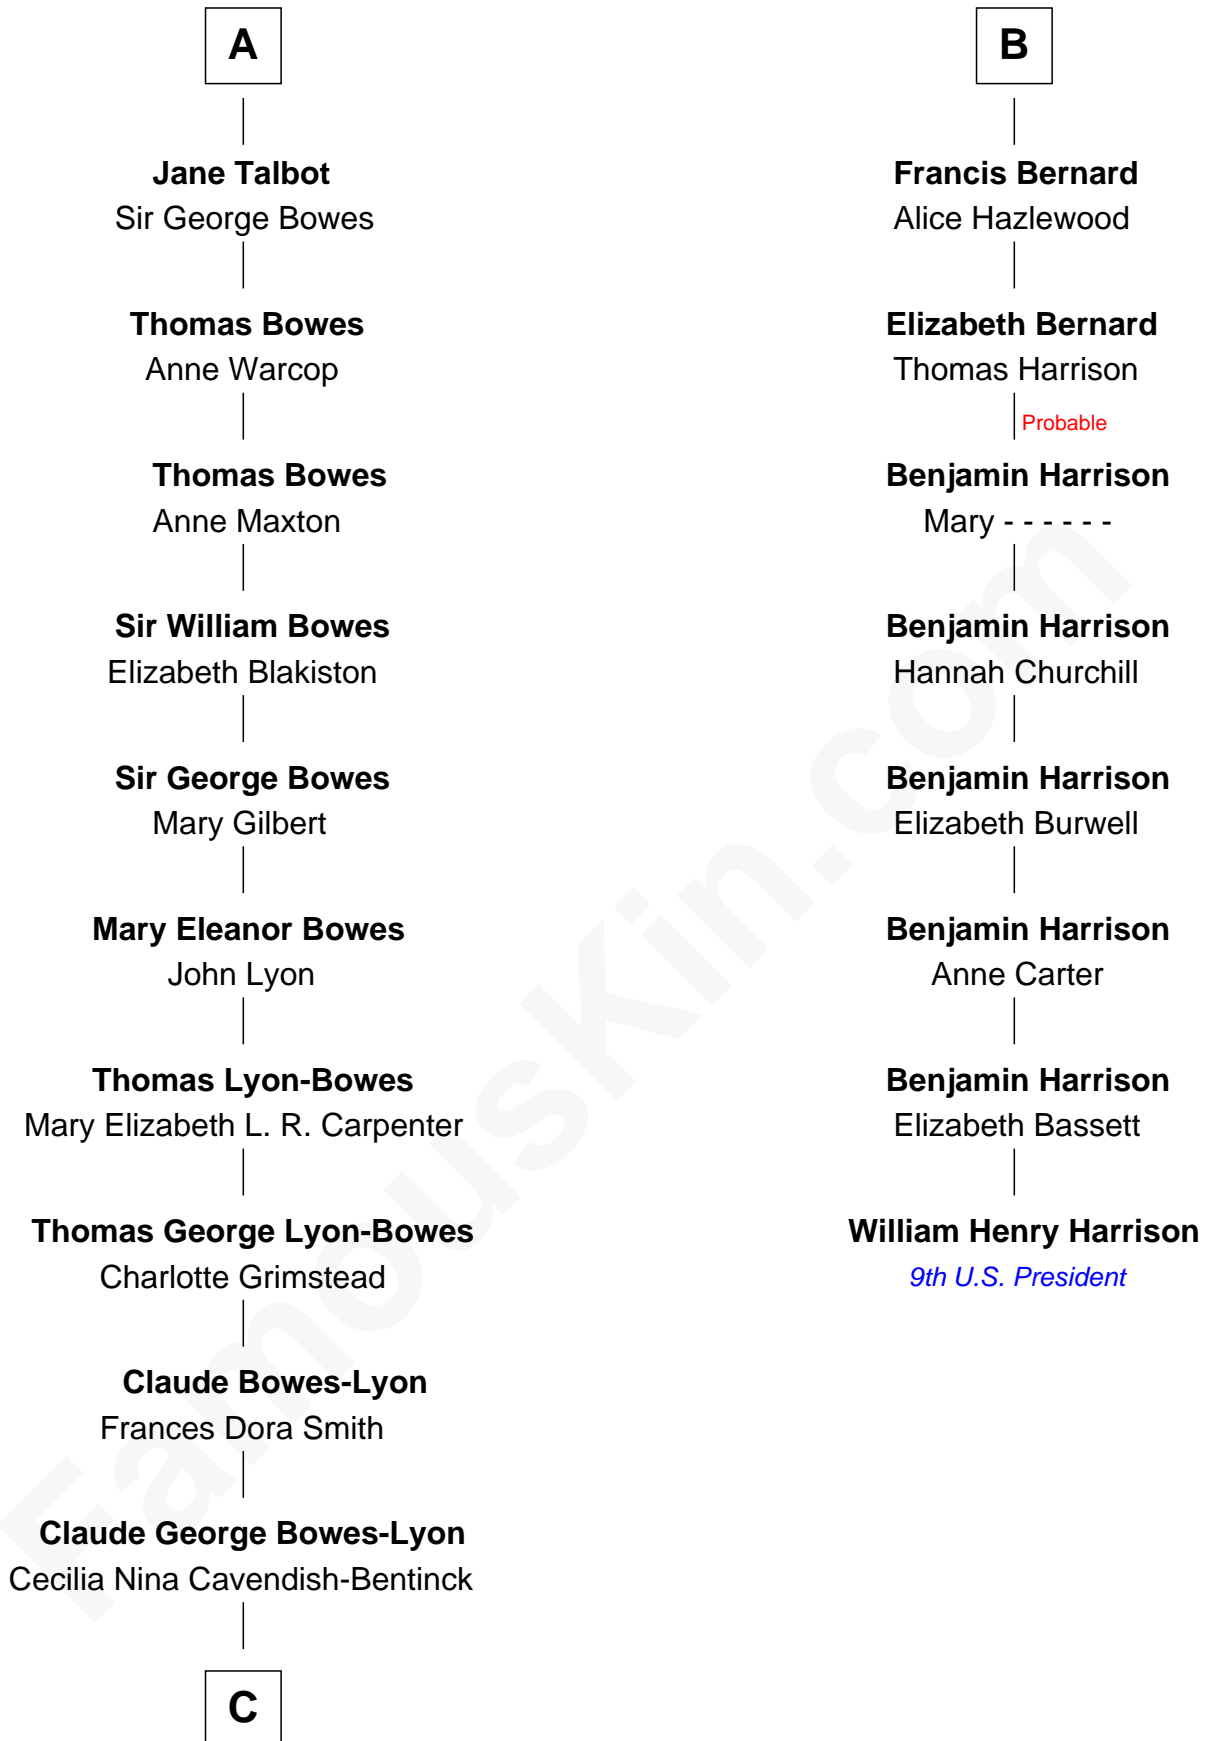 A
Jane Talbot
Sir George Bowes
Thomas Bowes
Anne Warcop
Thomas Bowes
Anne Maxton
Sir William Bowes
Elizabeth Blakiston
Sir George Bowes
Mary Gilbert
Mary Eleanor Bowes
John Lyon
Thomas Lyon-Bowes
Mary Elizabeth L. R. Carpenter
Thomas George Lyon-Bowes
Charlotte Grimstead
Claude Bowes-Lyon
Frances Dora Smith
Claude George Bowes-Lyon
Cecilia Nina Cavendish-Bentinck
C
B
Francis Bernard
Alice Hazlewood
Elizabeth Bernard
Thomas Harrison
Probable
Benjamin Harrison
Mary - - - - - -
Benjamin Harrison
Hannah Churchill
Benjamin Harrison
Elizabeth Burwell
Benjamin Harrison
Anne Carter
Benjamin Harrison
Elizabeth Bassett
William Henry Harrison
9th U.S. President
FamousKin.com